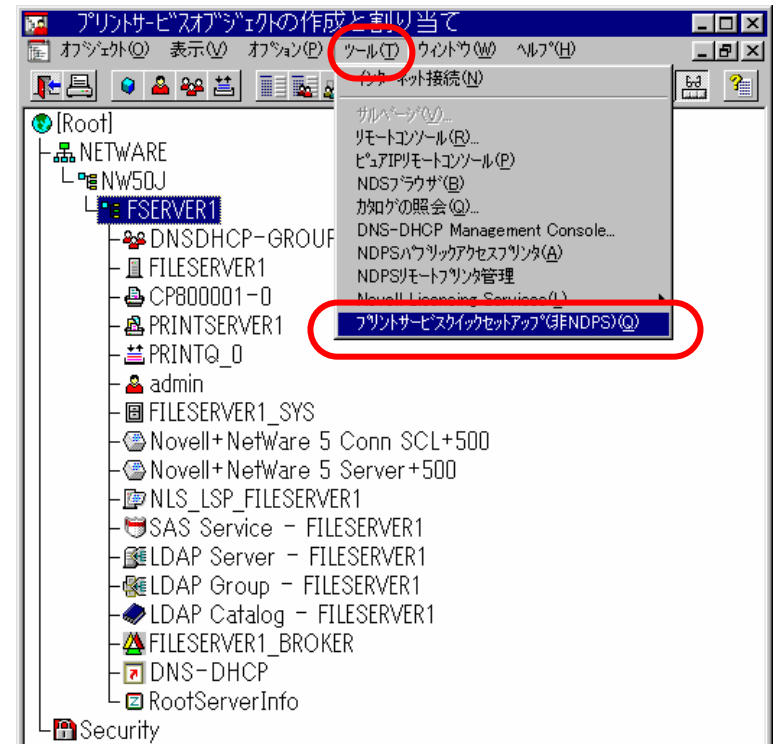 プリントサービスオブジェクトの作成と割り当て
オブジェクト(O) 表示(V) オプション(P) ツール(T) ウィンドウ(W) ヘルプ(H)
インターネット接続(N)
サルベージ(V)...
リモートコンソール(R)...
ピュアIPリモートコンソール(P)
NDSブラウザ(B)
カタログの照会(Q)...
DNS-DHCP Management Console...
NDPSパブリックアクセスプリンタ(A)
NDPSリモートプリンタ管理
Novell Licensing Services(L)
プリントサービスクイックセットアップ(非NDPS)(Q)
[Root]
NETWARE
NW50J
FSERVER1
DNSDHCP-GROUP
FILESERVER1
CP800001-0
PRINTSERVER1
PRINTQ_0
admin
FILESERVER1_SYS
Novell+NetWare 5 Conn SCL+500
Novell+NetWare 5 Server+500
NLS_LSP_FILESERVER1
SAS Service - FILESERVER1
LDAP Server - FILESERVER1
LDAP Group - FILESERVER1
LDAP Catalog - FILESERVER1
FILESERVER1_BROKER
DNS-DHCP
RootServerInfo
Security